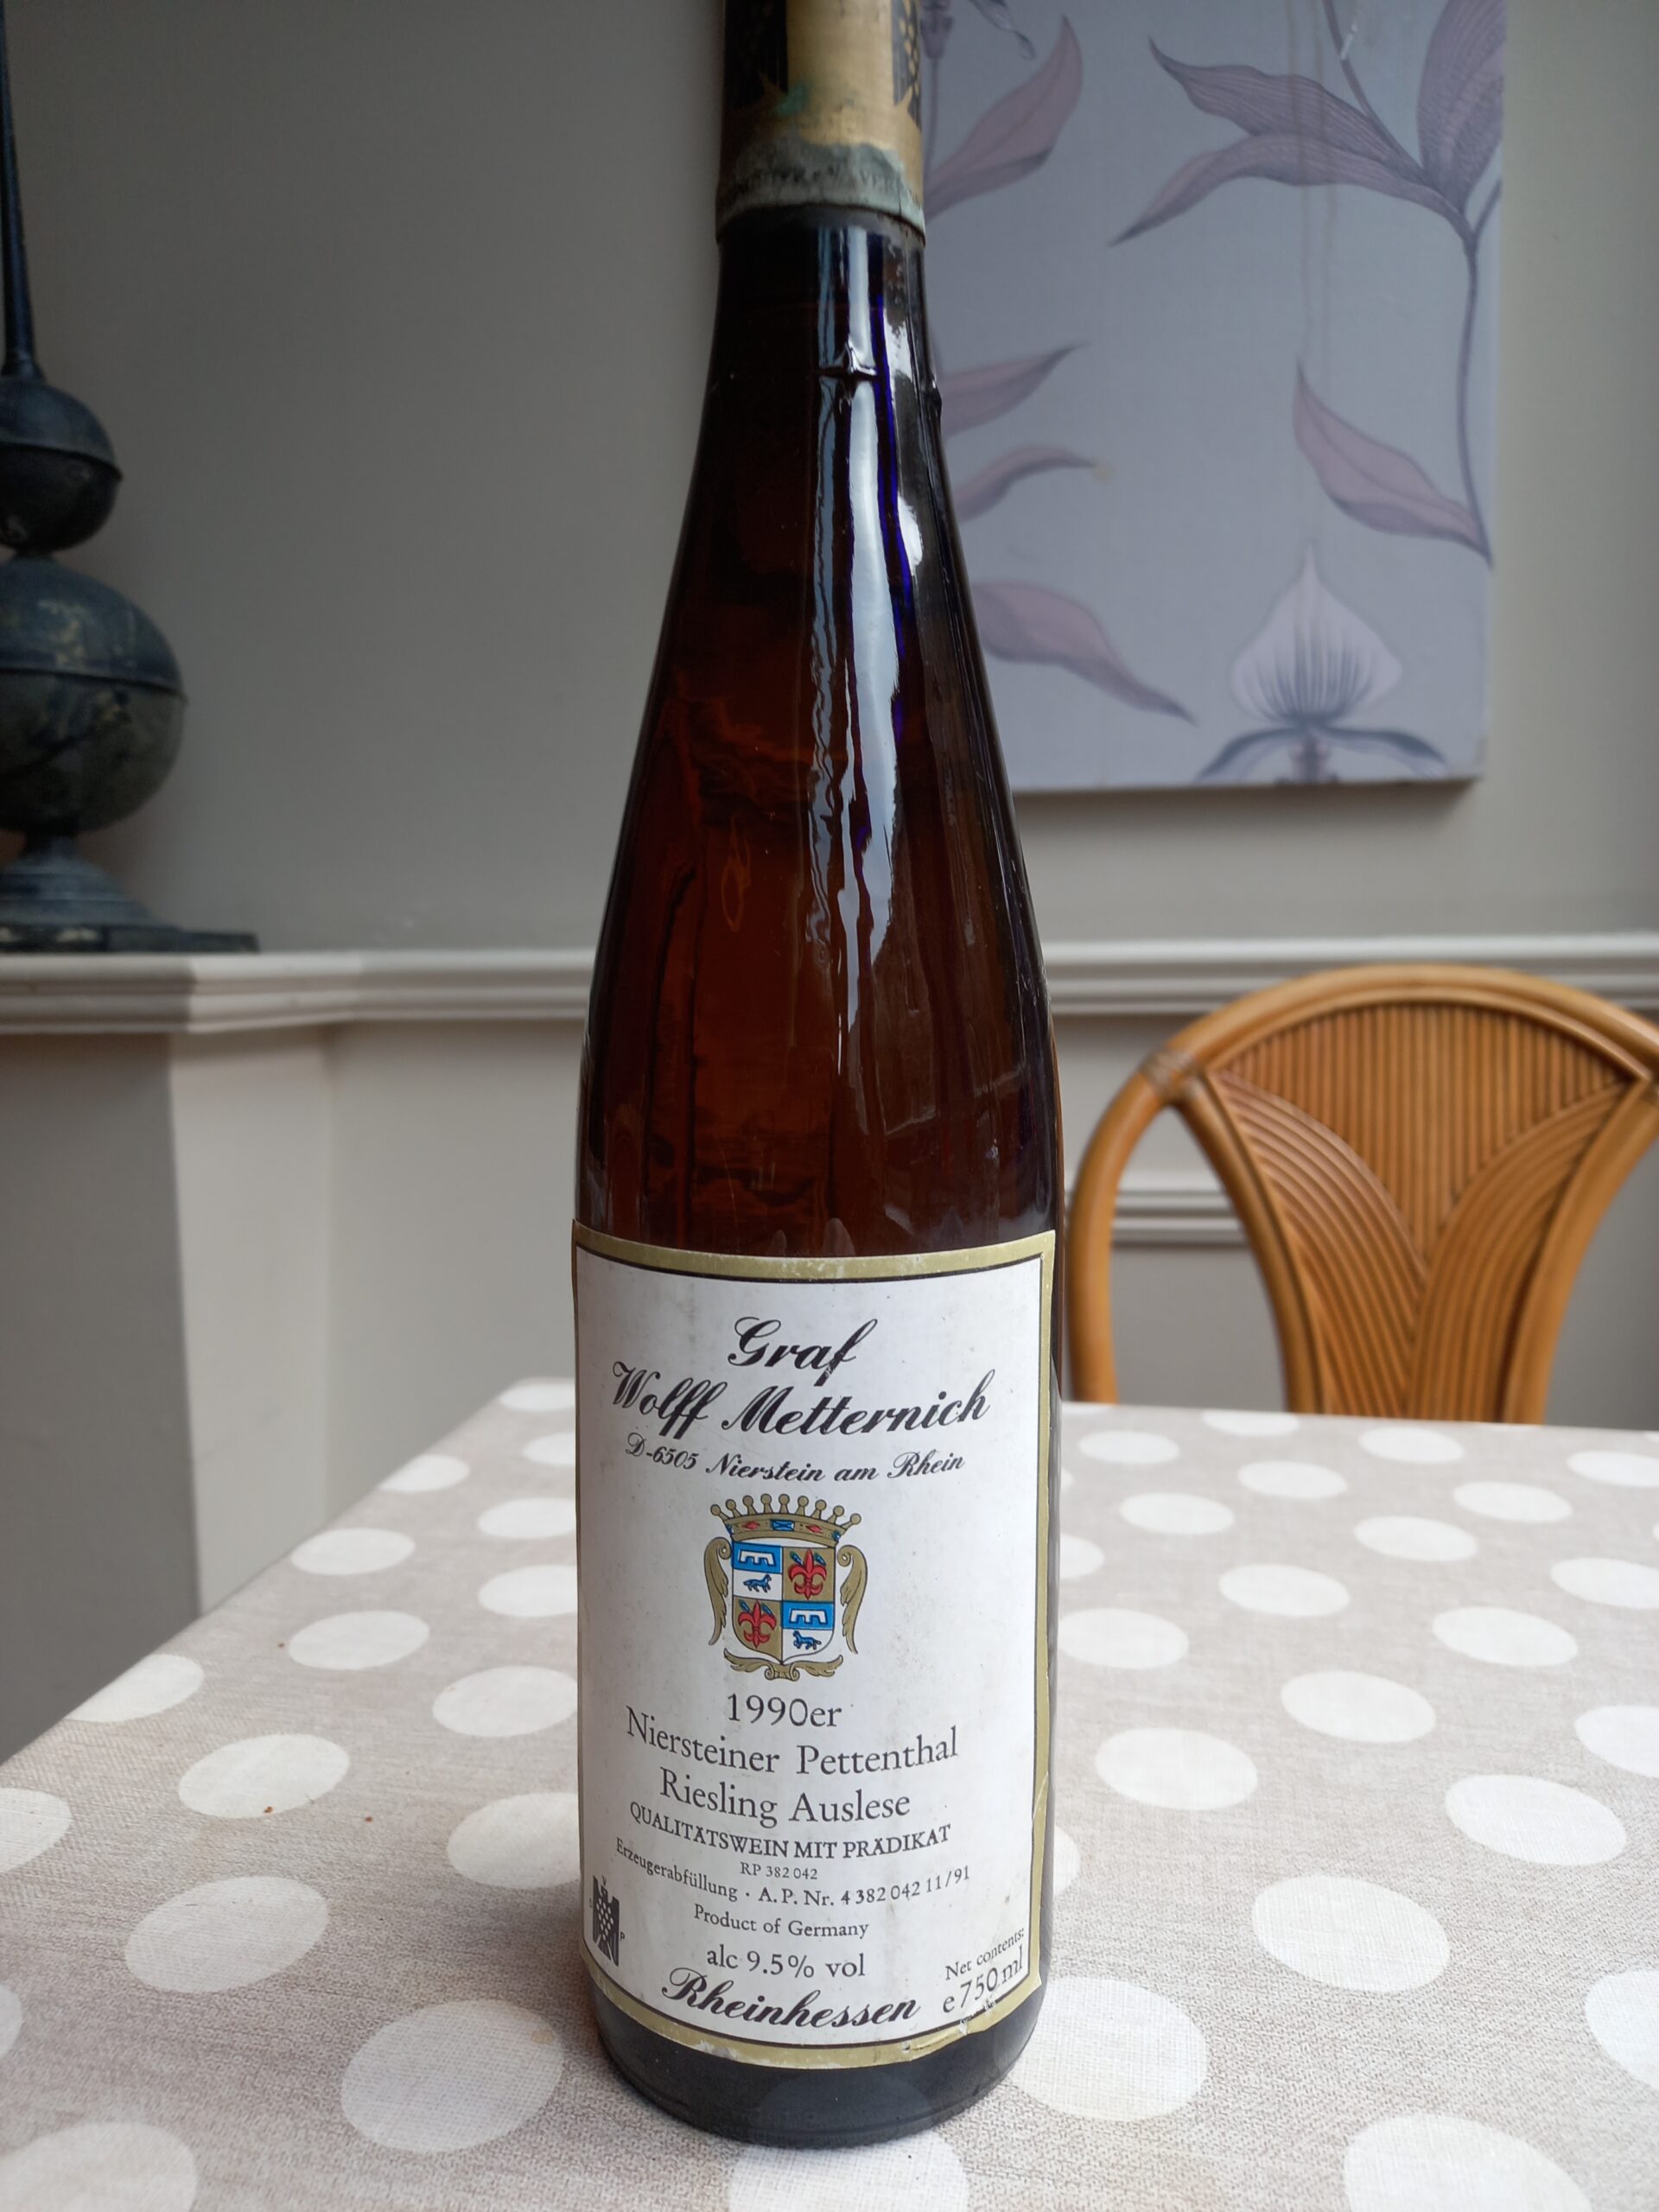 Graf
Wolff Metternich
D-6505 Nierstein am Rhein
1990er
Niersteiner Pettenthal
Riesling Auslese
QUALITÄTSWEIN MIT PRÄDIKAT
RP 382 042
Erzeugerabfüllung · A. P. Nr. 4 382 042 11/91
Product of Germany
alc 9.5% vol
Net contents:
e 750 ml
Rheinhessen